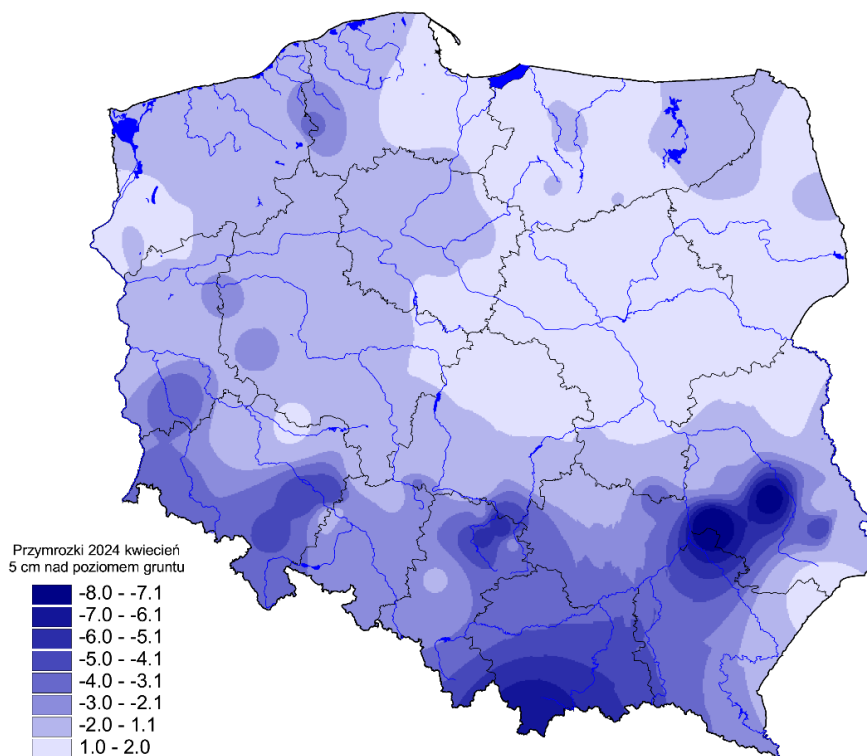 Przymrozki 2024 kwiecień
5 cm nad poziomem gruntu
-8.0 - -7.1
-7.0 - -6.1
-6.0 - -5.1
-5.0 - -4.1
-4.0 - -3.1
-3.0 - -2.1
-2.0 - 1.1
1.0 - 2.0